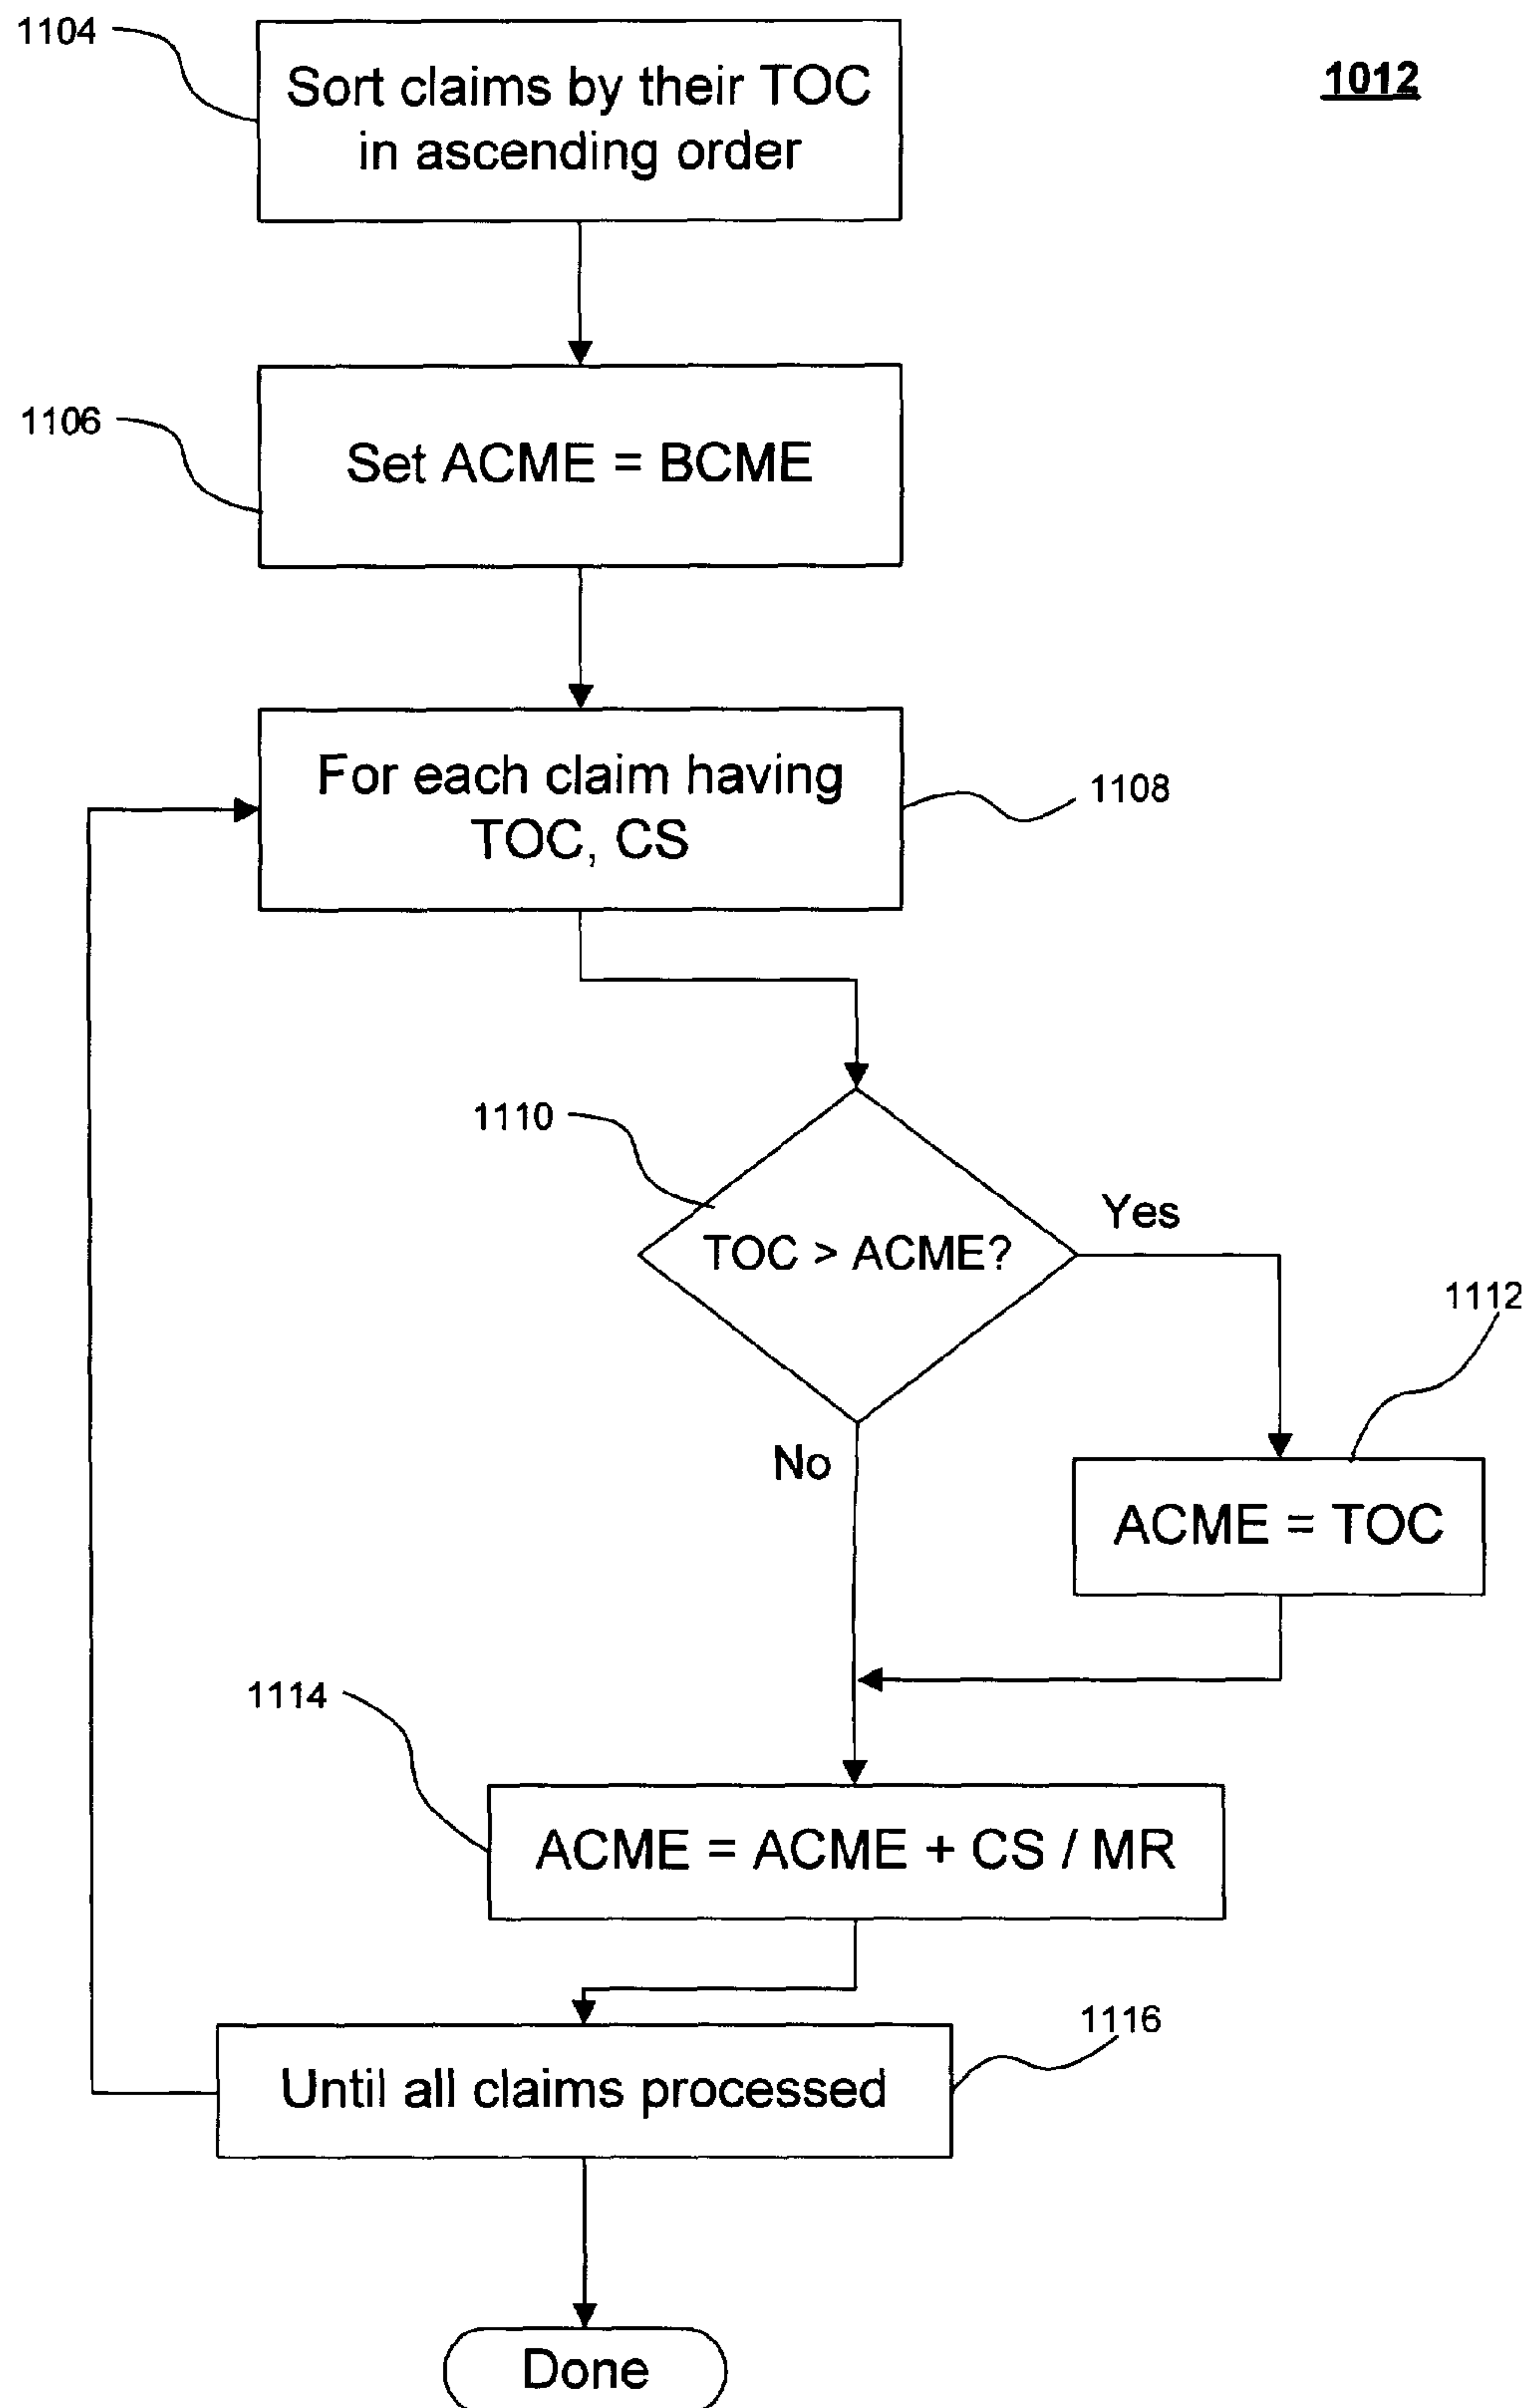 1104
Sort claims by their TOC
in ascending order
1012
1106
Set ACME = BCME
For each claim having
TOC, CS
1108
1110
TOC > ACME?
Yes
1112
No
ACME = TOC
1114
ACME = ACME + CS / MR
1116
Until all claims processed
Done